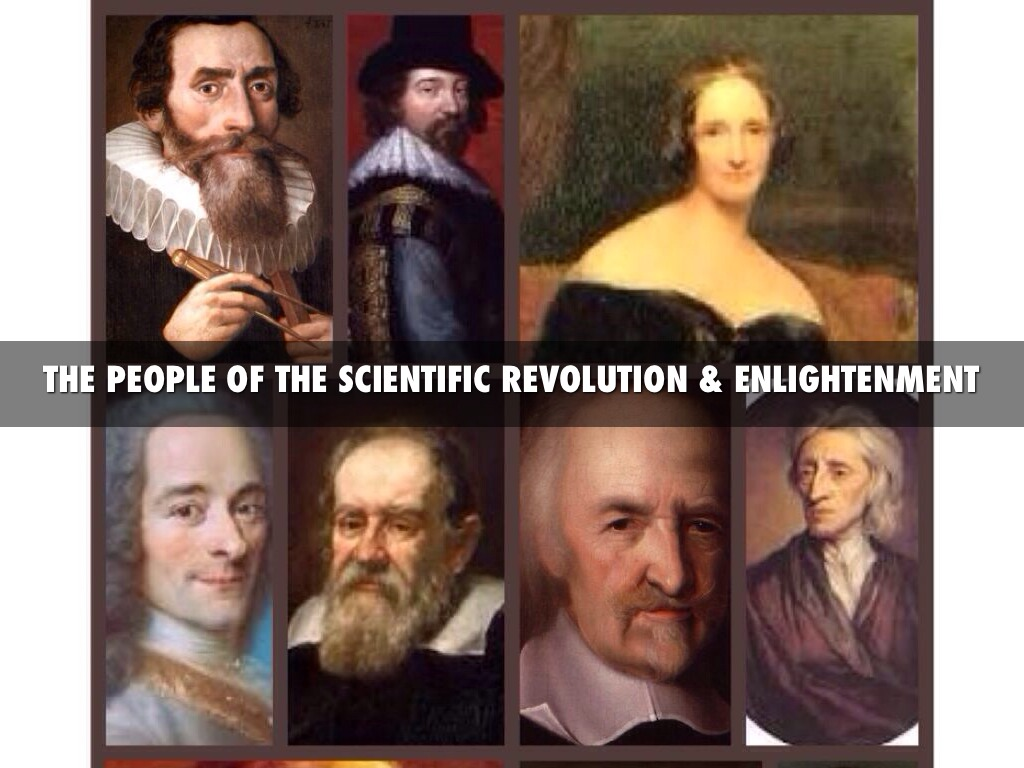 THE PEOPLE OF THE SCIENTIFIC REVOLUTION & ENLIGHTENMENT